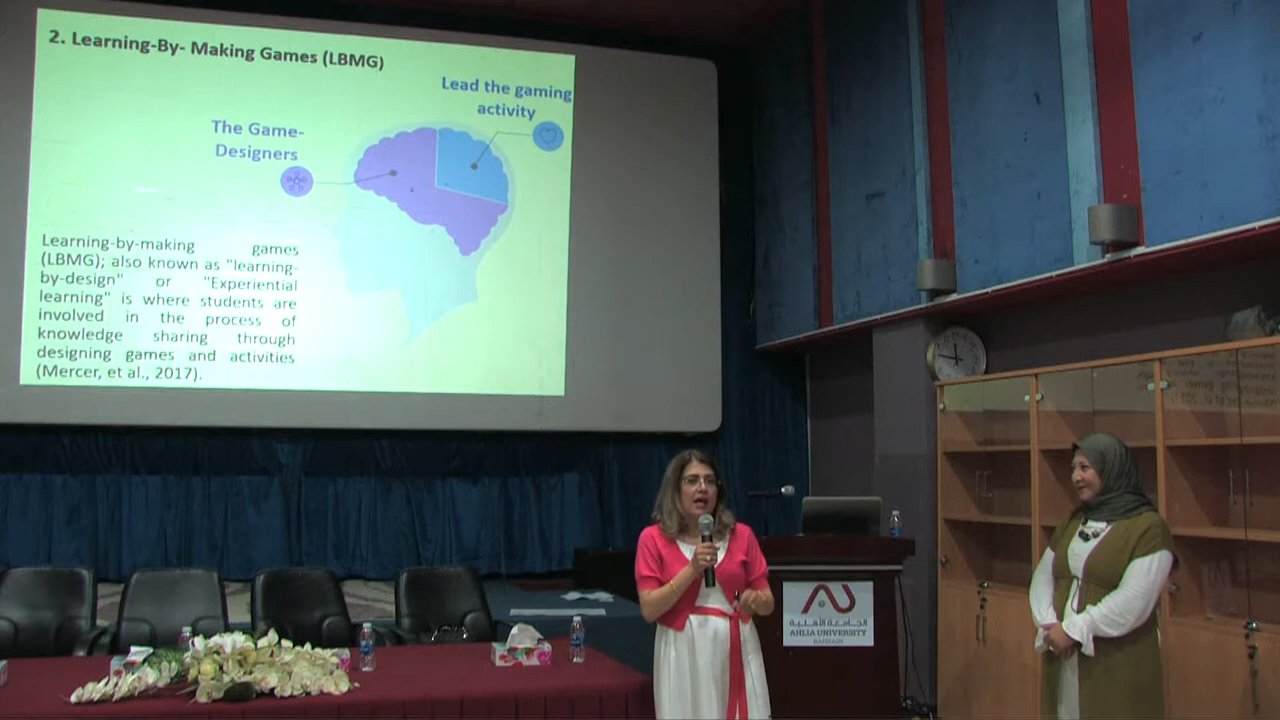 2. Learning-By- Making Games (LBMG)
Lead the gaming
activity
The Game-
Designers
Learning-by-making games
(LBMG); also known as "learning-
by-design" or "Experiential
learning" is where students are
involved in the process of
knowledge sharing through
designing games and activities
(Mercer, et al., 2017).
الجامعة الأهلية
AHLIA UNIVERSITY
BAHRAIN